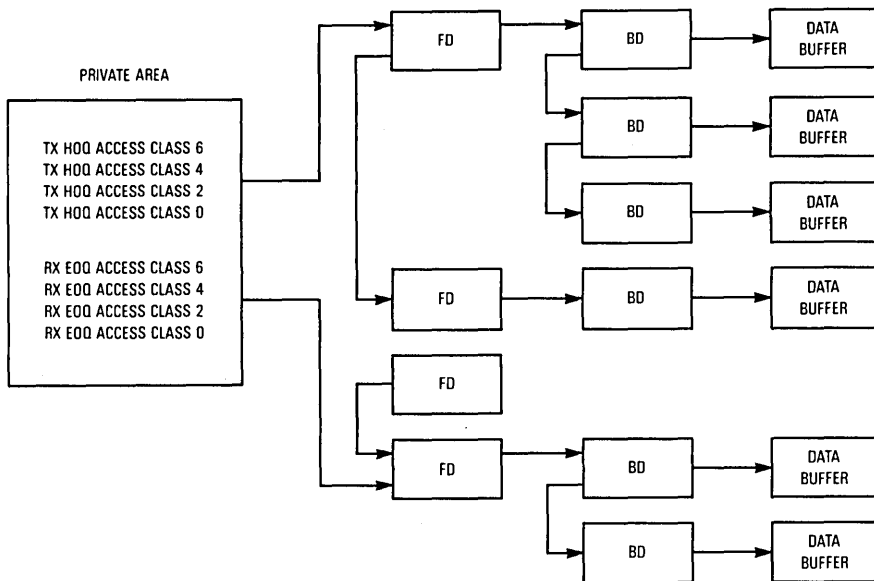 FD
BD
DATA
BUFFER
PRIVATE AREA
TX HOQ ACCESS CLASS 6
TX HOQ ACCESS CLASS 4
TX HOQ ACCESS CLASS 2
TX HOQ ACCESS CLASS 0
BD
DATA
BUFFER
BD
DATA
BUFFER
RX EOQ ACCESS CLASS 6
RX EOQ ACCESS CLASS 4
RX EOQ ACCESS CLASS 2
RX EOQ ACCESS CLASS 0
FD
BD
DATA
BUFFER
FD
FD
BD
DATA
BUFFER
BD
DATA
BUFFER